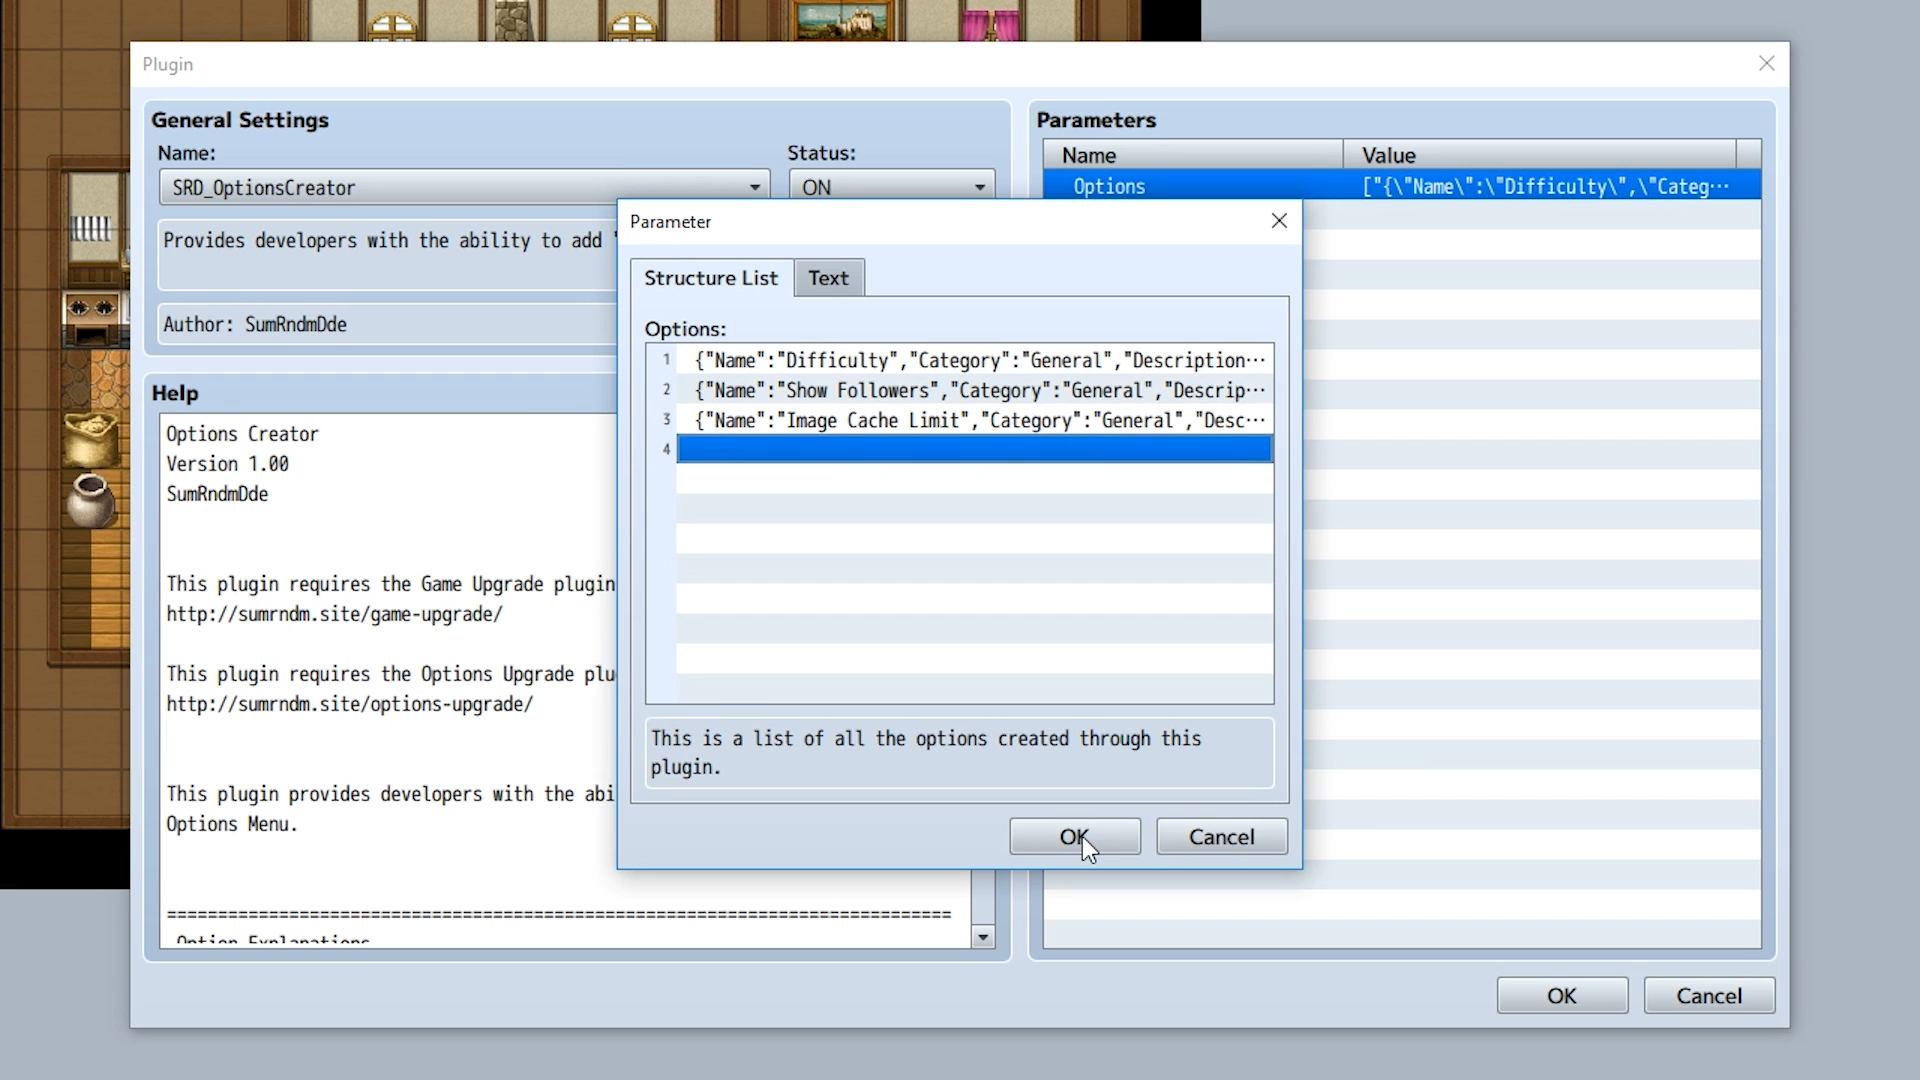 Plugin
General Settings
Name:
Status:
SRD_OptionsCreator
ON
Provides developers with the ability to add
Author: SumRndmDde
Help
Options Creator
Version 1.00
SumRndmDde
This plugin requires the Game Upgrade plugin
http://sumrndm.site/game-upgrade/
This plugin requires the Options Upgrade plu
http://sumrndm.site/options-upgrade/
This plugin provides developers with the abi
Options Menu.
=============================================================================
Option Explanations
Parameters
Name Value
Options ["{\"Name\":\"Difficulty\",\"Categ⋯
Parameter
Structure List
Text
Options:
1 {"Name":"Difficulty","Category":"General","Description⋯
2 {"Name":"Show Followers","Category":"General","Descrip⋯
3 {"Name":"Image Cache Limit","Category":"General","Desc⋯
4
This is a list of all the options created through this
plugin.
OK
Cancel
OK
Cancel